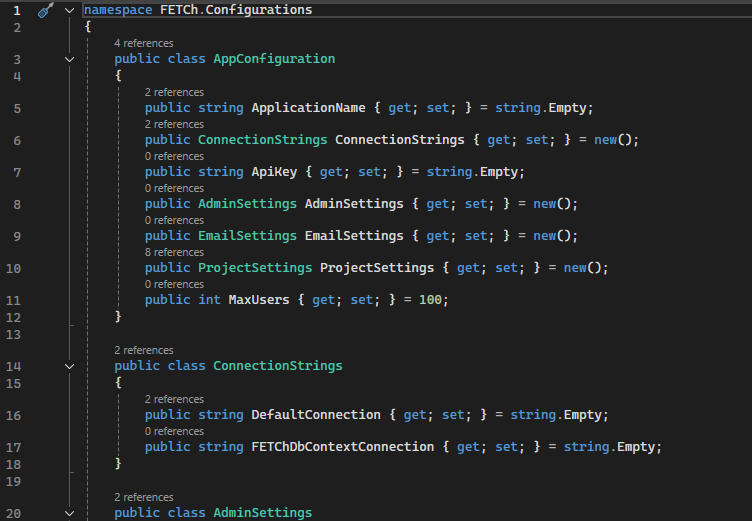 1 namespace FETCh.Configurations
2 {
4 references
3 public class AppConfiguration
4 {
2 references
5 public string ApplicationName { get; set; } = string.Empty;
2 references
6 public ConnectionStrings ConnectionStrings { get; set; } = new();
0 references
7 public string ApiKey { get; set; } = string.Empty;
0 references
8 public AdminSettings AdminSettings { get; set; } = new();
0 references
9 public EmailSettings EmailSettings { get; set; } = new();
8 references
10 public ProjectSettings ProjectSettings { get; set; } = new();
0 references
11 public int MaxUsers { get; set; } = 100;
12 }
13
2 references
14 public class ConnectionStrings
15 {
2 references
16 public string DefaultConnection { get; set; } = string.Empty;
0 references
17 public string FETChDbContextConnection { get; set; } = string.Empty;
18 }
19
2 references
20 public class AdminSettings